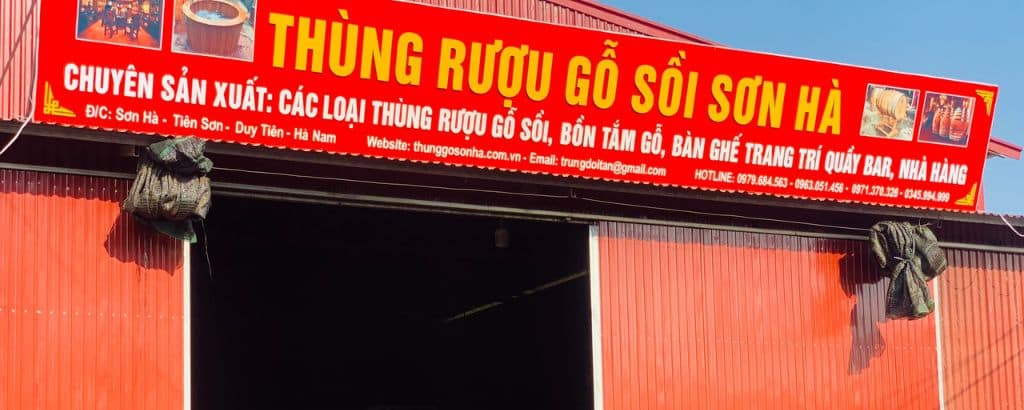 THÙNG RƯỢU GỖ SỒI SƠN HÀ
CHUYÊN SẢN XUẤT: CÁC LOẠI THÙNG RƯỢU GỖ SỒI, BỒN TẮM GỖ, BÀN GHẾ TRANG TRÍ QUẦY BAR, NHÀ HÀNG
Đ/C: Sơn Hà - Tiên Sơn - Duy Tiên - Hà Nam
Website: thunggosonha.com.vn - Email: trungdoitan@gmail.com
HOTLINE: 0979.684.563 - 0963.051.456 - 0971.378.326 - 0345.994.999